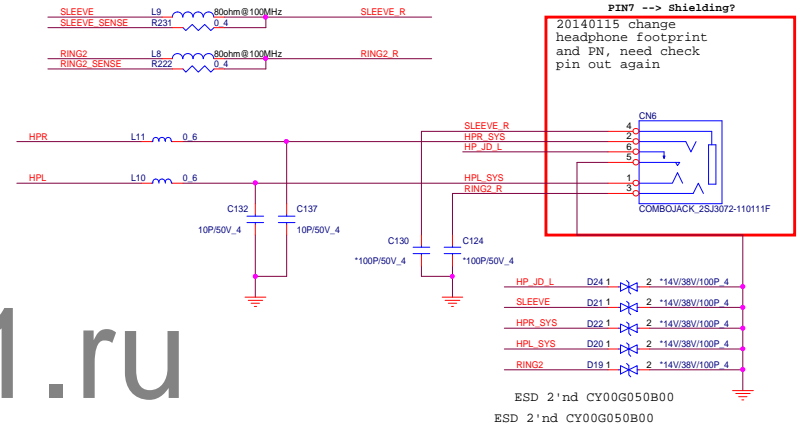 PIN7 --> Shielding?
SLEEVE L9 80ohm@100MHz SLEEVE_R
SLEEVE_SENSE R231 0_4
20140115 change
headphone footprint
and PN, need check
pin out again
RING2 L8 80ohm@100MHz RING2_R
RING2_SENSE R222 0_4
CN6
SLEEVE_R 4
HPR L11 0_6 HPR_SYS 2
HP_JD_L 6
5
HPL L10 0_6 HPL_SYS 1
RING2_R 3
COMBOJACK_2SJ3072-110111F
C132 C137
10P/50V_4 10P/50V_4
C130 C124
*100P/50V_4 *100P/50V_4
HP_JD_L D24 1 2 *14V/38V/100P_4
SLEEVE D21 1 2 *14V/38V/100P_4
HPR_SYS D22 1 2 *14V/38V/100P_4
HPL_SYS D20 1 2 *14V/38V/100P_4
RING2 D19 1 2 *14V/38V/100P_4
1.ru
ESD 2'nd CY00G050B00
ESD 2'nd CY00G050B00